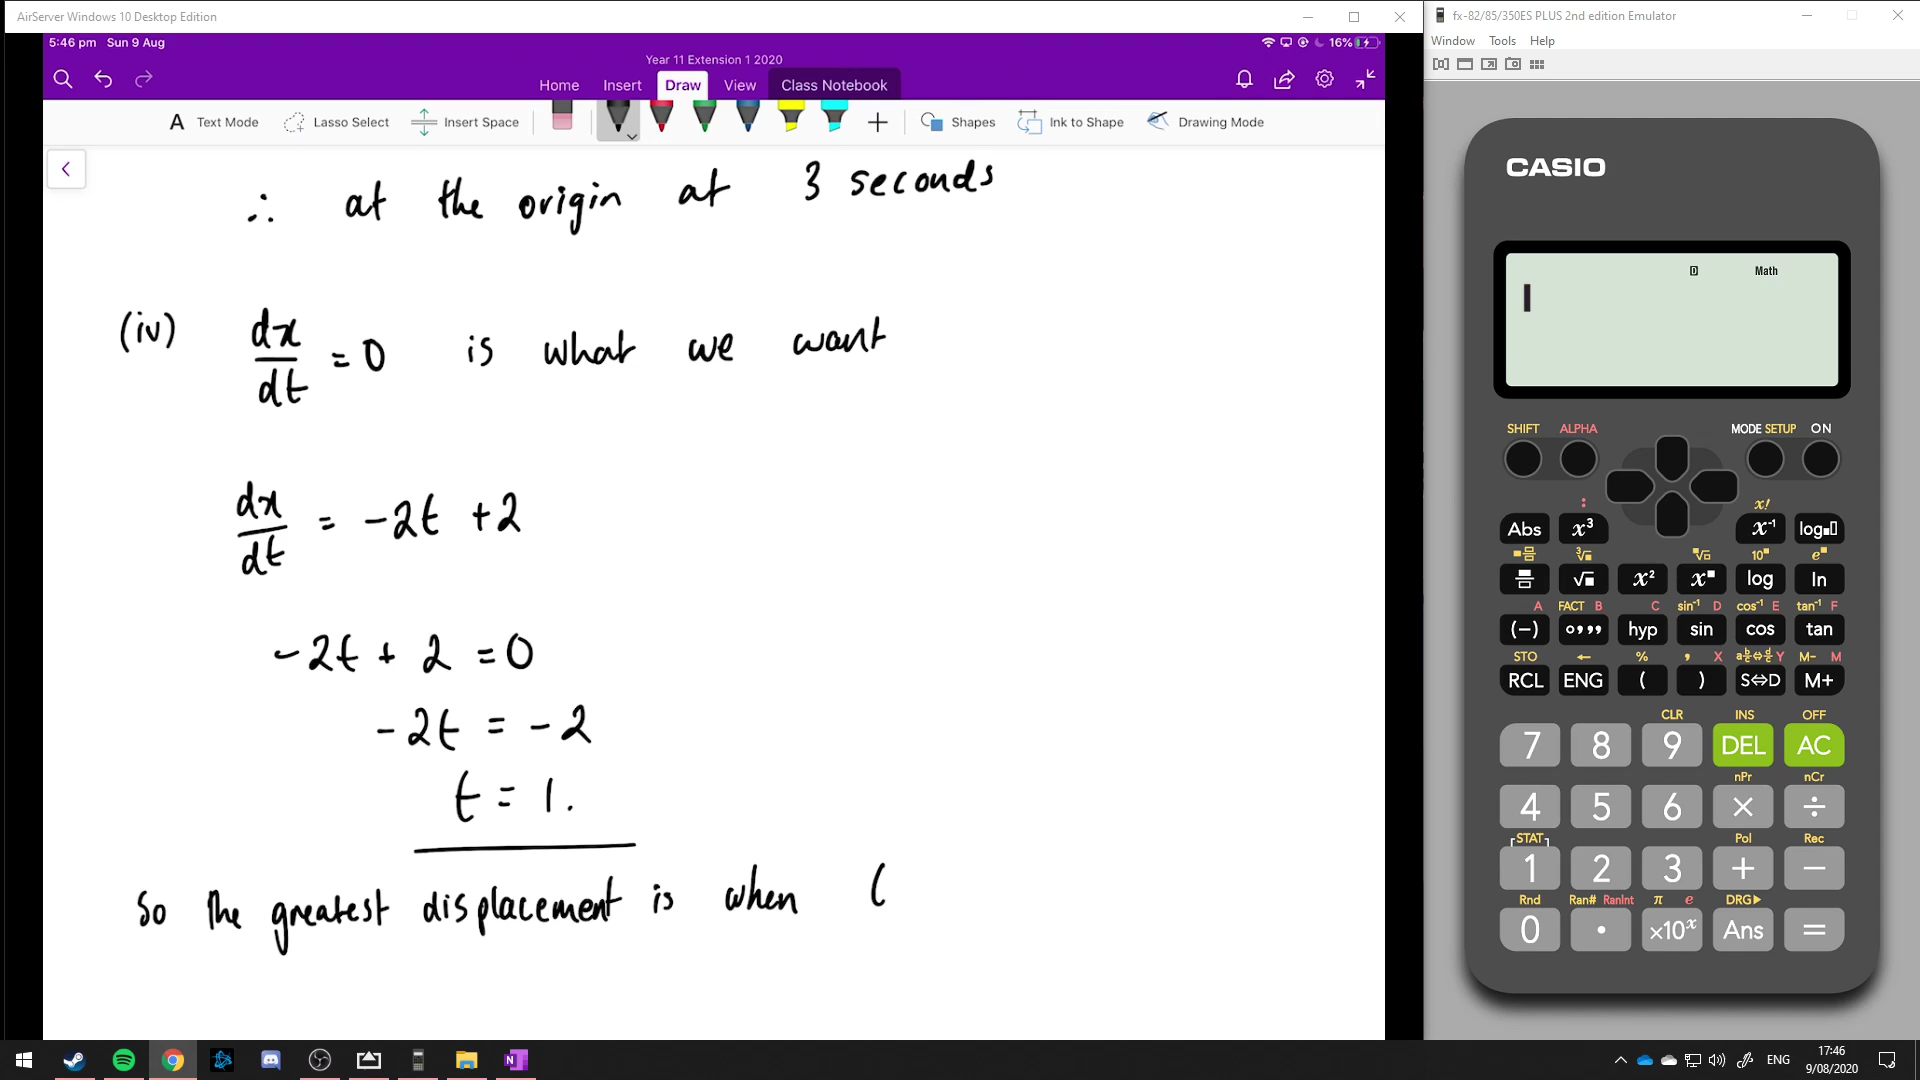 AirServer Windows 10 Desktop Edition
5:46 pm Sun 9 Aug
16%
Year 11 Extension 1 2020
Home Insert Draw View Class Notebook
A Text Mode Lasso Select Insert Space Shapes Ink to Shape Drawing Mode
∴ at the origin at 3 seconds
(iv) dx/dt = 0 is what we want
dx/dt = -2t + 2
-2t + 2 = 0
-2t = -2
t = 1.
So the greatest displacement is when (
fx-82/85/350ES PLUS 2nd edition Emulator
Window Tools Help
CASIO
D Math
SHIFT ALPHA MODE SETUP ON
: x!
Abs x³ x⁻¹ log▪▯
▪▤ ³√▪ ▪√▫ 10▪ e▪
√▪ x² x▪ log ln
A FACT B C sin⁻¹ D cos⁻¹ E tan⁻¹ F
(−) °,,, hyp sin cos tan
STO ← % , X a b/c⇔d/c Y M− M
RCL ENG ( ) S⇔D M+
CLR INS OFF
7 8 9 DEL AC
nPr nCr
4 5 6 × ÷
STAT Pol Rec
1 2 3 + −
Rnd Ran# RanInt π e DRG▶
0 • ×10ˣ Ans =
ENG
17:46
9/08/2020